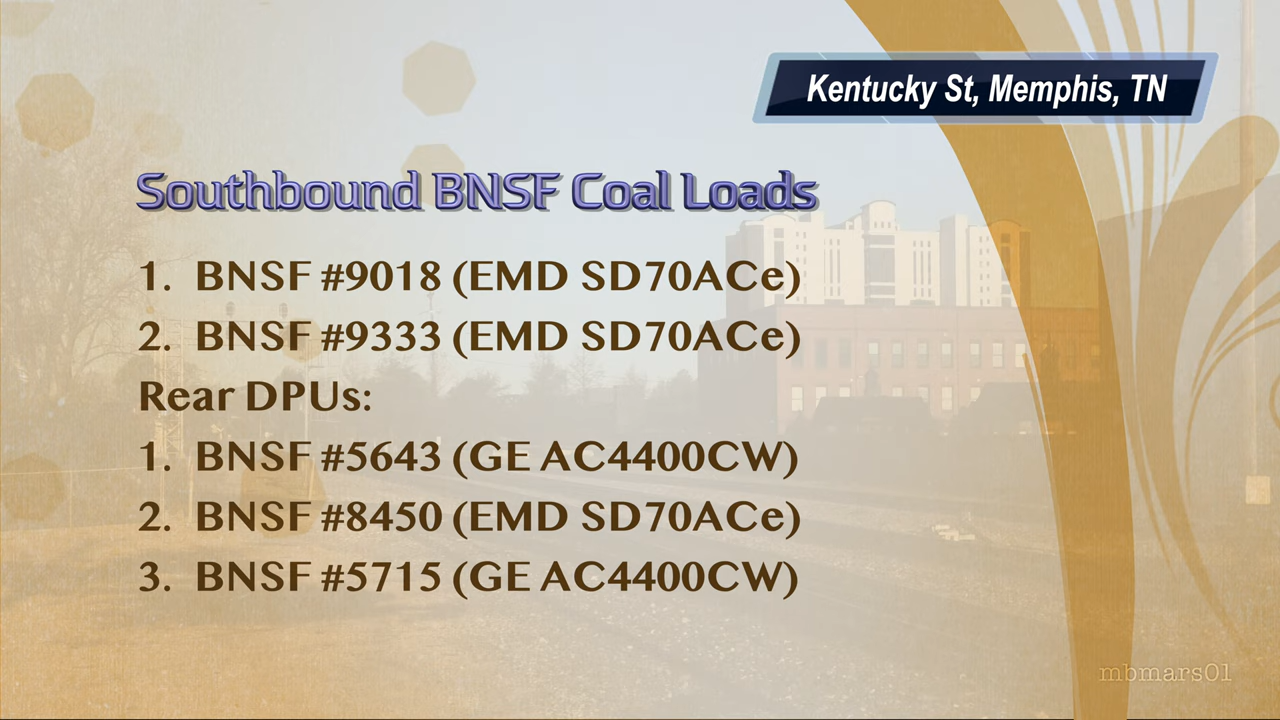 Kentucky St, Memphis, TN
Southbound BNSF Coal Loads
1. BNSF #9018 (EMD SD70ACe)
2. BNSF #9333 (EMD SD70ACe)
Rear DPUs:
1. BNSF #5643 (GE AC4400CW)
2. BNSF #8450 (EMD SD70ACe)
3. BNSF #5715 (GE AC4400CW)
mbmars01